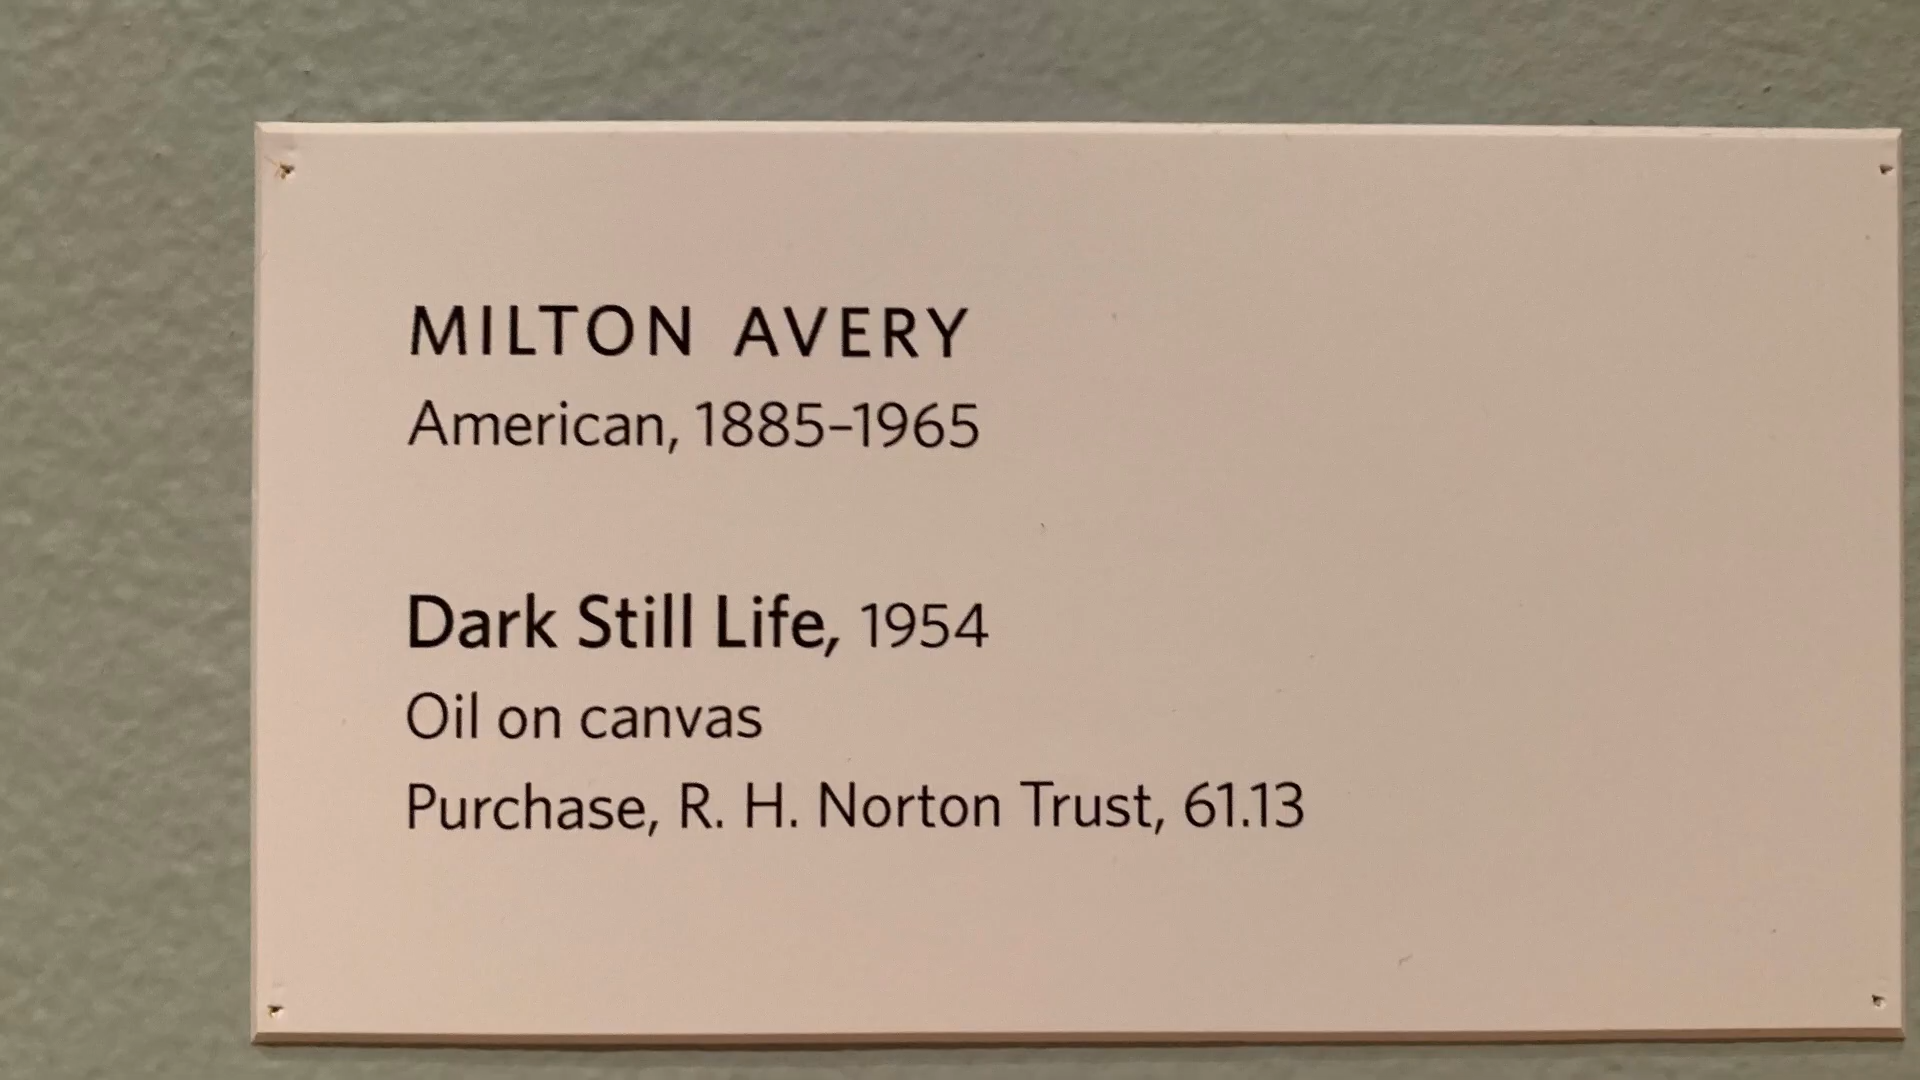 MILTON AVERY
American, 1885–1965
Dark Still Life, 1954
Oil on canvas
Purchase, R. H. Norton Trust, 61.13